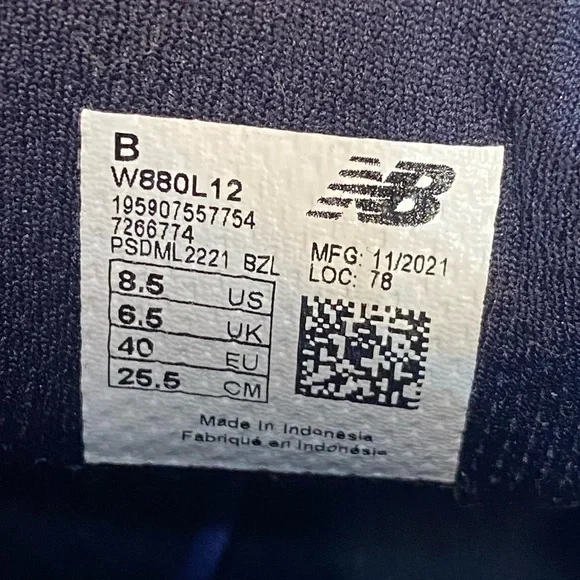 B
W880L12
195907557754
7266774
PSDML2221 BZL
8.5 US
6.5 UK
40 EU
25.5 CM
NB
MFG: 11/2021
LOC: 78
Made in Indonesia
Fabriqué en Indonésie